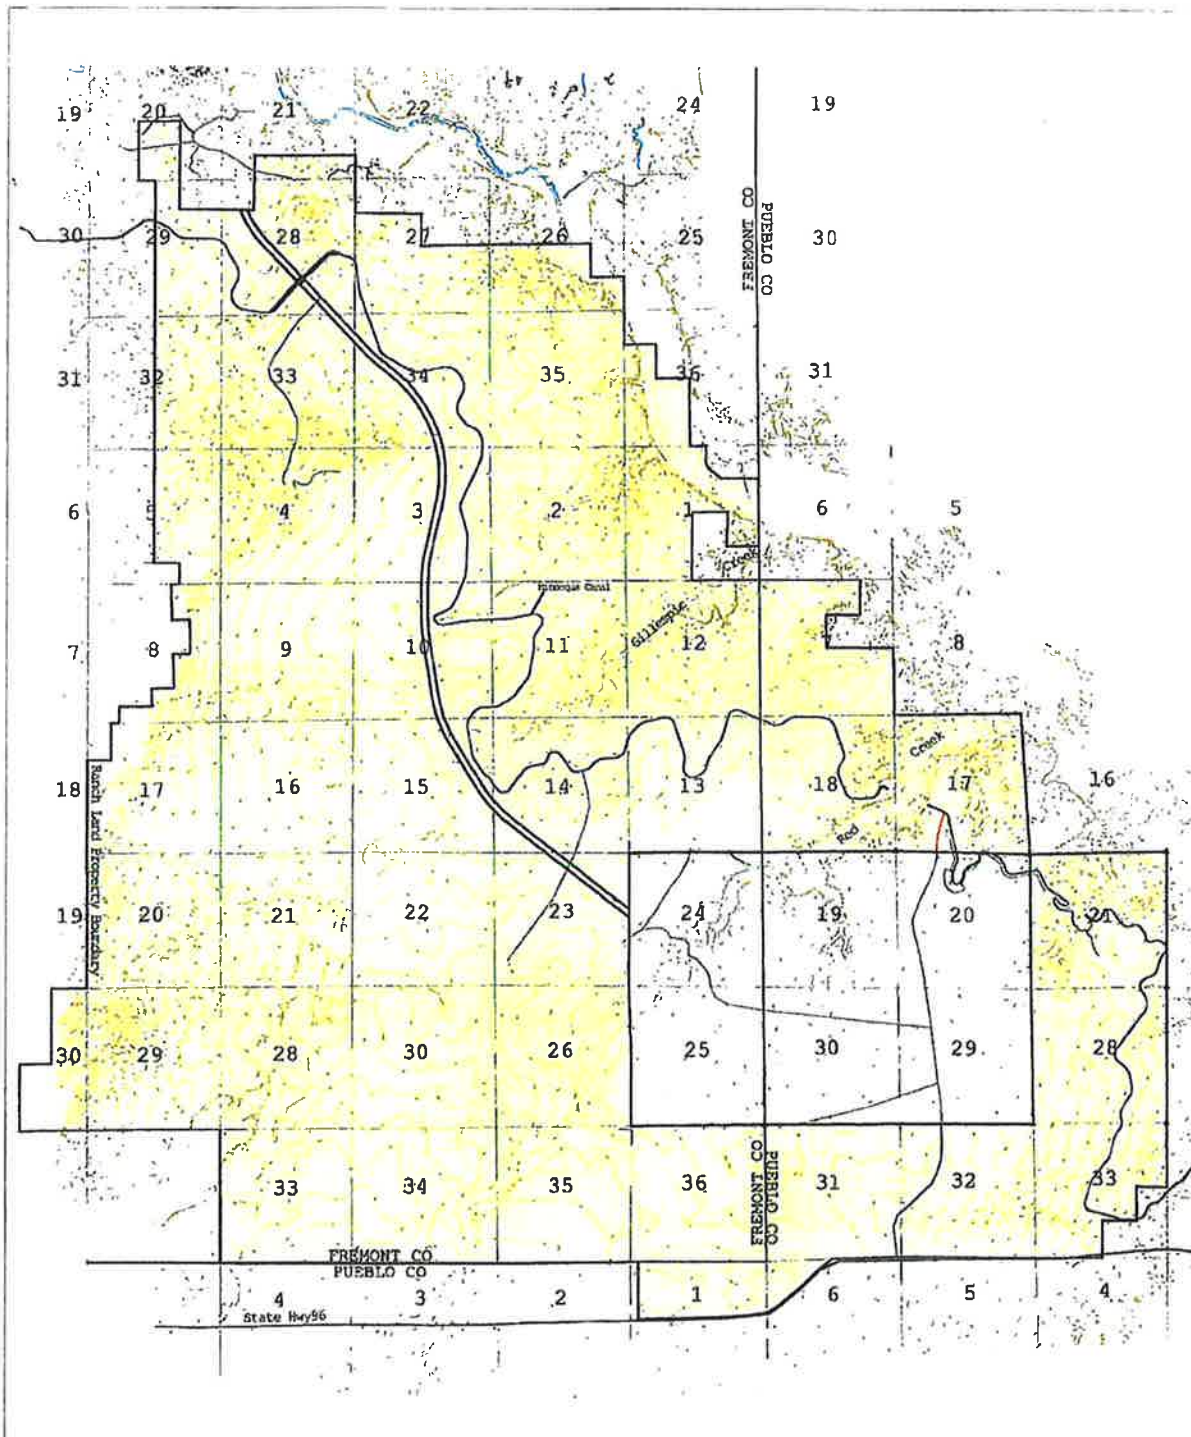 19 20 21 22 24 19
PUEBLO CO
FREMONT CO
30 29 28 27 26 25 30
31 32 33 34 35 36 31
6 4 3 2 1 6 5
Creek
Gillespie
7 8 9 10 11 12 8
Creek
18 17 16 15 14 13 18 17 16
Red
Ranch Land Property Boundary
19 20 21 22 23 24 19 20 21
30 29 28 30 26 25 30 29 28
33 34 35 36 31 32 33
PUEBLO CO
FREMONT CO
FREMONT CO
PUEBLO CO
4 3 2 1 6 5 4
State Hwy96